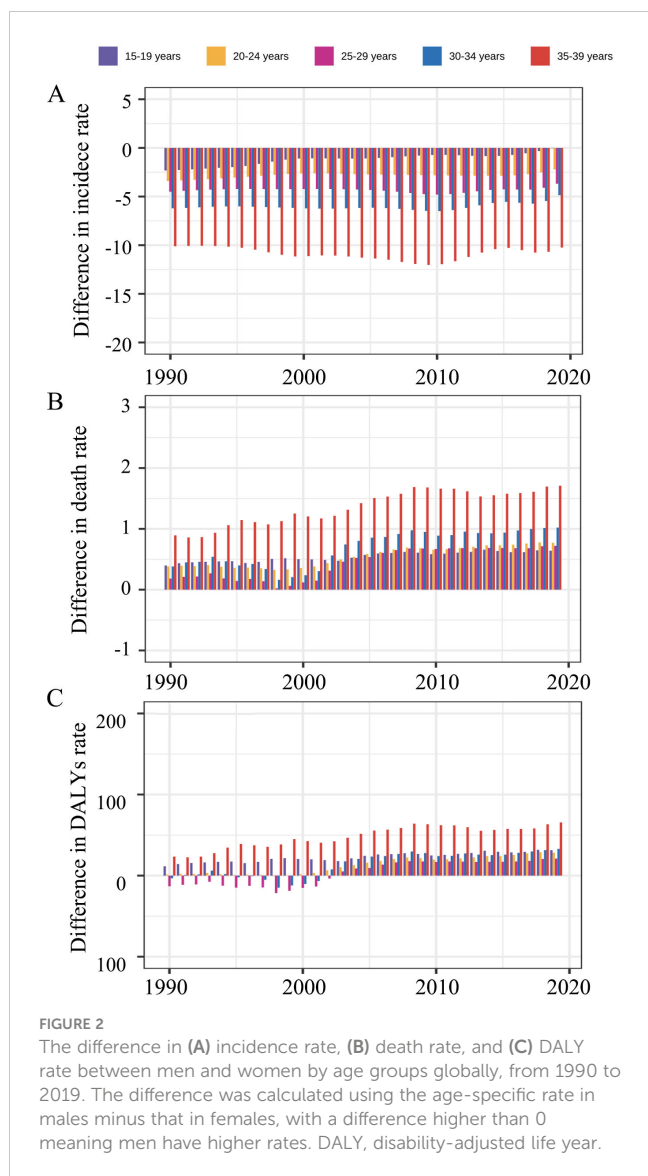 15-19 years 20-24 years 25-29 years 30-34 years 35-39 years
A
Difference in incidece rate
5
0
-5
-10
-15
-20
1990 2000 2010 2020
B
Difference in death rate
3
2
1
0
-1
1990 2000 2010 2020
C
Difference in DALYs rate
200
100
0
100
1990 2000 2010 2020
FIGURE 2
The difference in (A) incidence rate, (B) death rate, and (C) DALY
rate between men and women by age groups globally, from 1990 to
2019. The difference was calculated using the age-specific rate in
males minus that in females, with a difference higher than 0
meaning men have higher rates. DALY, disability-adjusted life year.